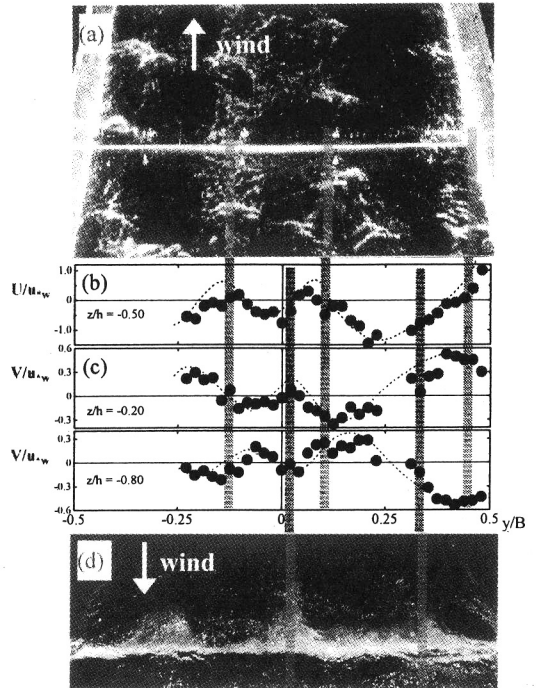 (a)
wind
(b)
U/u*w
1.0
0
-1.0
z/h = -0.50
(c)
V/u*w
0.6
0.3
0
-0.3
z/h = -0.20
V/u*w
0.3
0
-0.3
-0.6
z/h = -0.80
-0.5
-0.25
0
0.25
0.5
y/B
(d)
wind